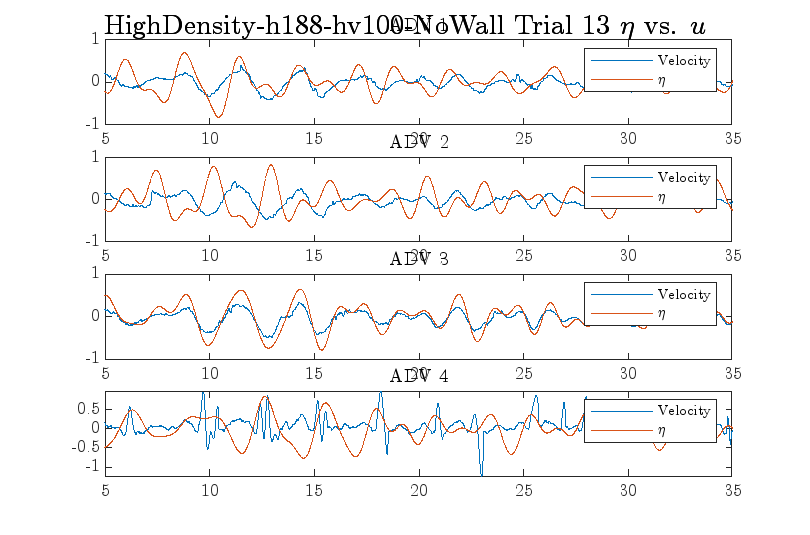 HighDensity-h188-hv100-NoWall Trial 13 η vs. u
ADV 1
1
0
-1
5 10 15 20 25 30 35
Velocity
η
ADV 2
1
0
-1
5 10 15 20 25 30 35
Velocity
η
ADV 3
1
0
-1
5 10 15 20 25 30 35
Velocity
η
ADV 4
0.5
0
-0.5
-1
5 10 15 20 25 30 35
Velocity
η